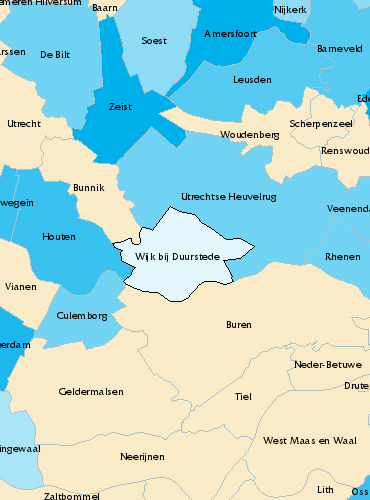 emeren Hilversum
Baarn
Nijkerk
Soest
Amersfoort
Barneveld
rssen
De Bilt
Leusden
Ede
Zeist
Utrecht
Woudenberg
Scherpenzeel
Renswoud
Bunnik
Utrechtse Heuvelrug
wegein
Veenenda
Houten
Wijk bij Duurstede
Rhenen
Vianen
Culemborg
Buren
eerdam
Neder-Betuwe
Geldermalsen
Tiel
Drute
West Maas en Waal
ingewaal
Neerijnen
Zaltbommel
Lith
Oss